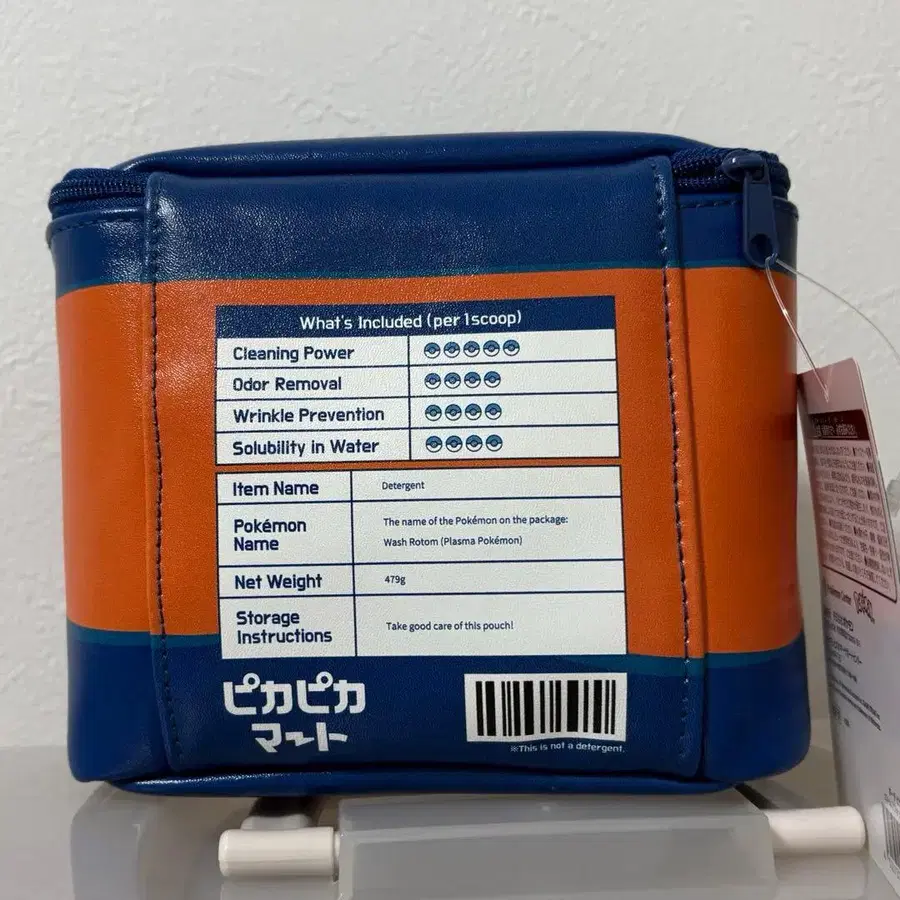 What's Included (per 1scoop)
Cleaning Power
Odor Removal
Wrinkle Prevention
Solubility in Water
Item Name Detergent
Pokémon Name The name of the Pokémon on the package:
Wash Rotom (Plasma Pokémon)
Net Weight 479g
Storage Instructions Take good care of this pouch!
ピカピカ
マート
※This is not a detergent.